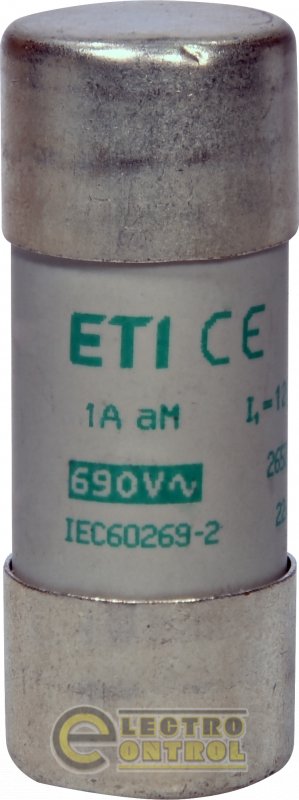 ETI CE
1A aM
690V∿
IEC60269-2
ELECTRO
CONTROL